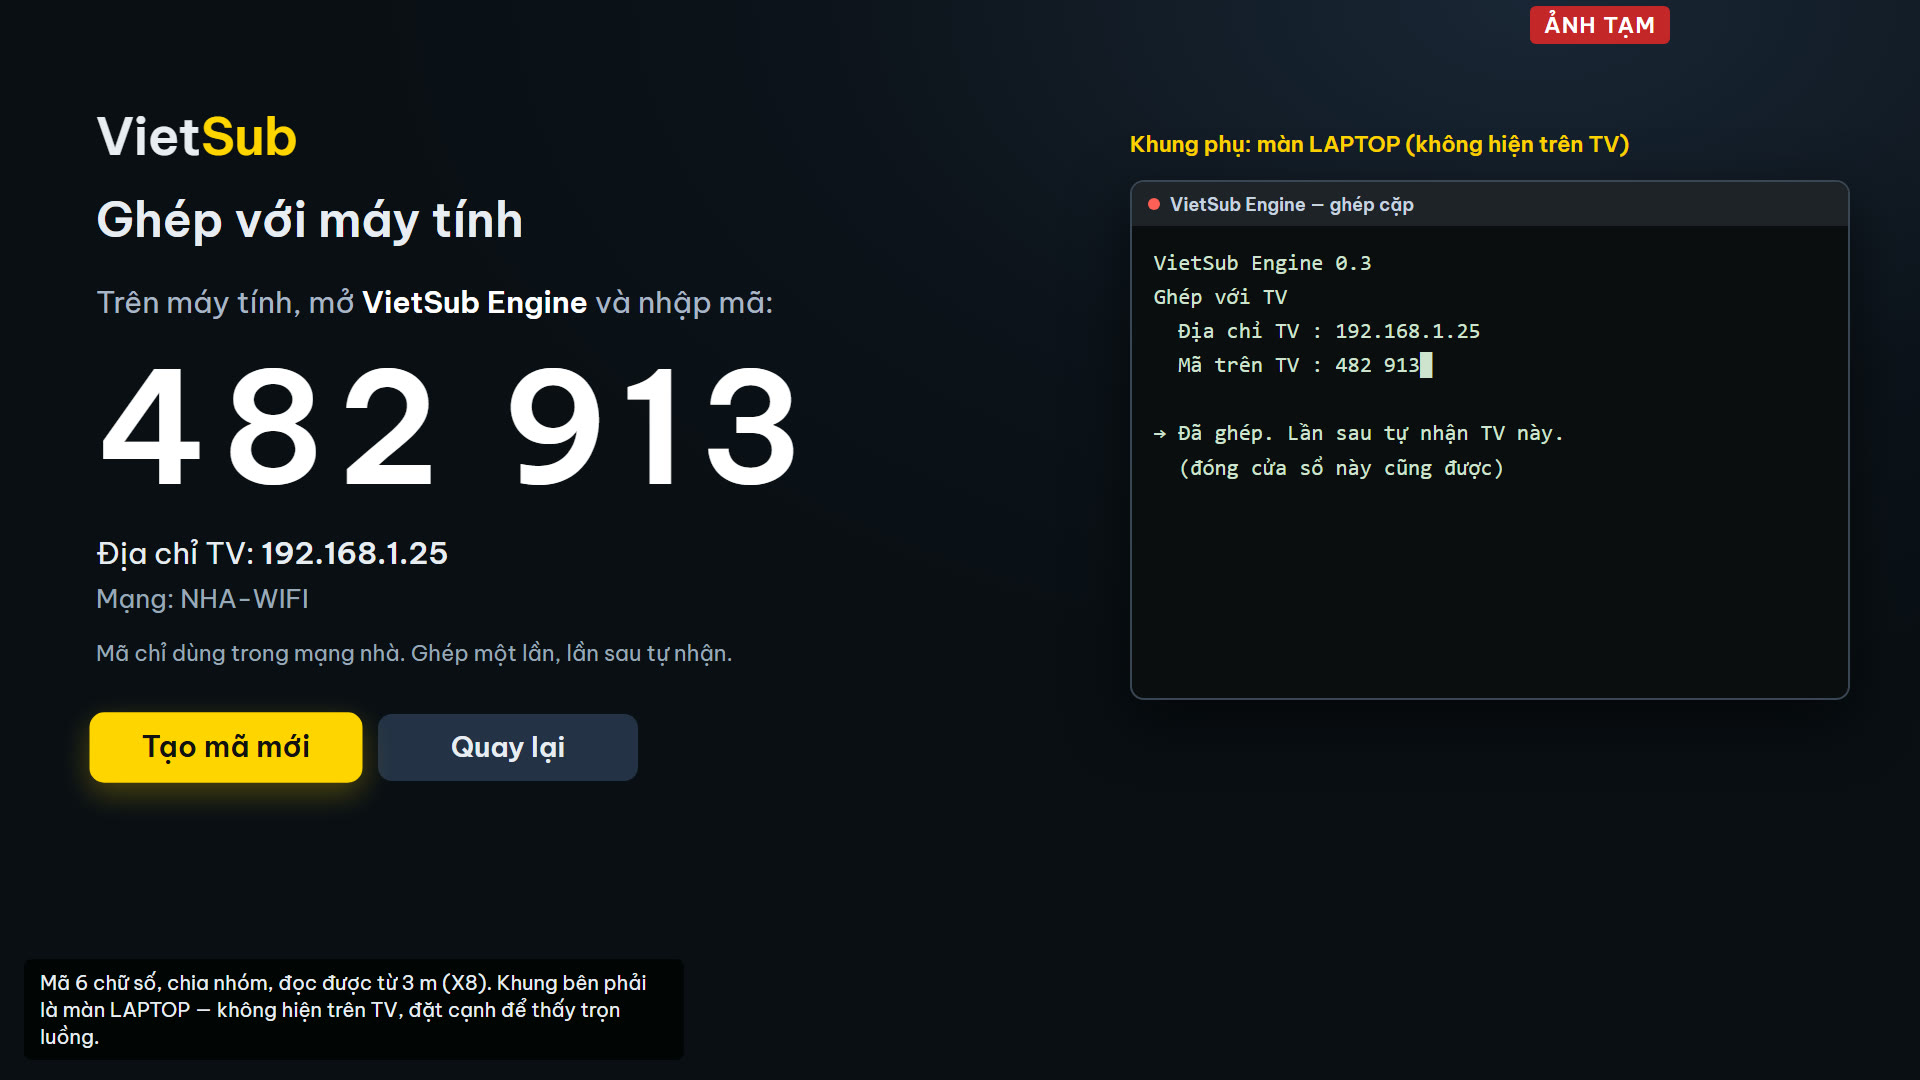 ẢNH TẠM
VietSub
Ghép với máy tính
Trên máy tính, mở VietSub Engine và nhập mã:
482 913
Địa chỉ TV: 192.168.1.25
Mạng: NHA-WIFI
Mã chỉ dùng trong mạng nhà. Ghép một lần, lần sau tự nhận.
Tạo mã mới
Quay lại
Khung phụ: màn LAPTOP (không hiện trên TV)
VietSub Engine — ghép cặp
VietSub Engine 0.3
Ghép với TV
Địa chỉ TV : 192.168.1.25
Mã trên TV : 482 913
→ Đã ghép. Lần sau tự nhận TV này.
(đóng cửa sổ này cũng được)
Mã 6 chữ số, chia nhóm, đọc được từ 3 m (X8). Khung bên phải
là màn LAPTOP — không hiện trên TV, đặt cạnh để thấy trọn
luồng.